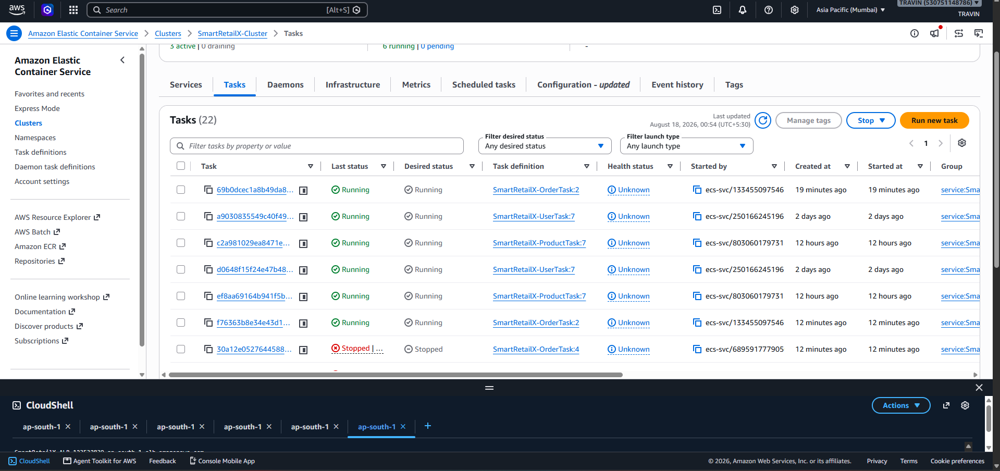 aws
Search
[Alt+S]
Asia Pacific (Mumbai)
TRAVIN (530751148786)
TRAVIN
Amazon Elastic Container Service
Clusters
SmartRetailX-Cluster
Tasks
Amazon Elastic
Container Service
Favorites and recents
Express Mode
Clusters
Namespaces
Task definitions
Daemon task definitions
Account settings
AWS Resource Explorer
AWS Batch
Amazon ECR
Repositories
Online learning workshop
Documentation
Discover products
Subscriptions
3 active | 0 draining
6 running | 0 pending
-
Services
Tasks
Daemons
Infrastructure
Metrics
Scheduled tasks
Configuration - updated
Event history
Tags
Tasks (22)
Last updated
August 18, 2026, 00:54 (UTC+5:30)
Manage tags
Stop
Run new task
Filter tasks by property or value
Filter desired status
Any desired status
Filter launch type
Any launch type
1
Task Last status Desired status Task definition Health status Started by Created at Started at Group
69b0dcec1a8b49da8... Running Running SmartRetailX-OrderTask:2 Unknown ecs-svc/133455097546 19 minutes ago 19 minutes ago service:Sma
a9030835549c40f49... Running Running SmartRetailX-UserTask:7 Unknown ecs-svc/250166245196 2 days ago 2 days ago service:Sma
c2a981029ea8471e... Running Running SmartRetailX-ProductTask:7 Unknown ecs-svc/803060179731 12 hours ago 12 hours ago service:Sma
d0648f15f24e47b48... Running Running SmartRetailX-UserTask:7 Unknown ecs-svc/250166245196 2 days ago 2 days ago service:Sma
ef8aa69164b941f5b... Running Running SmartRetailX-ProductTask:7 Unknown ecs-svc/803060179731 12 hours ago 12 hours ago service:Sma
f76363b8e34e43d1... Running Running SmartRetailX-OrderTask:2 Unknown ecs-svc/133455097546 12 minutes ago 12 minutes ago service:Sma
30a12e0527644588... Stopped | ... Stopped SmartRetailX-OrderTask:4 Unknown ecs-svc/689591777905 12 minutes ago 12 minutes ago service:Sma
CloudShell
Actions
ap-south-1
ap-south-1
ap-south-1
ap-south-1
ap-south-1
ap-south-1
CloudShell
Agent Toolkit for AWS
Feedback
Console Mobile App
© 2026, Amazon Web Services, Inc. or its affiliates.
Privacy
Terms
Cookie preferences